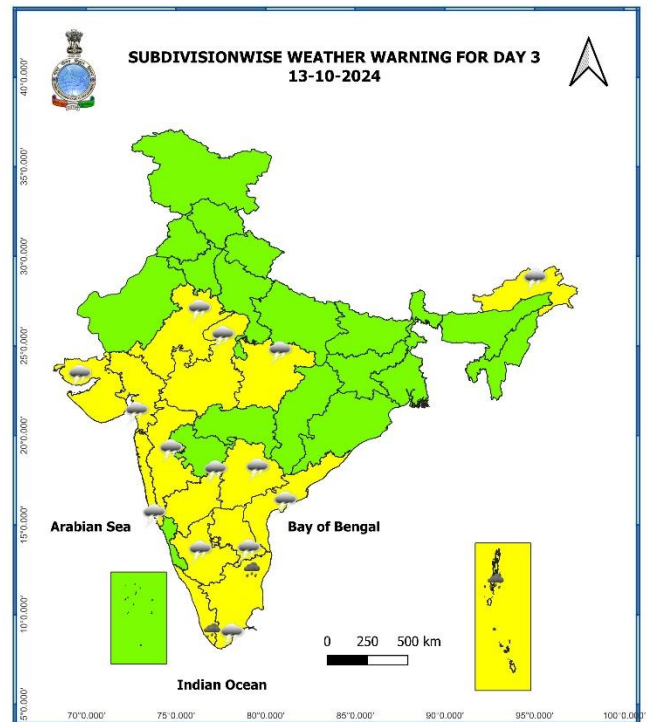 SUBDIVISIONWISE WEATHER WARNING FOR DAY 3
13-10-2024
40°0.000'
35°0.000'
30°0.000'
25°0.000'
20°0.000'
15°0.000'
10°0.000'
5°0.000'
Arabian Sea
Bay of Bengal
0 250 500 km
Indian Ocean
70°0.000' 75°0.000' 80°0.000' 85°0.000' 90°0.000' 95°0.000' 100°0.000'